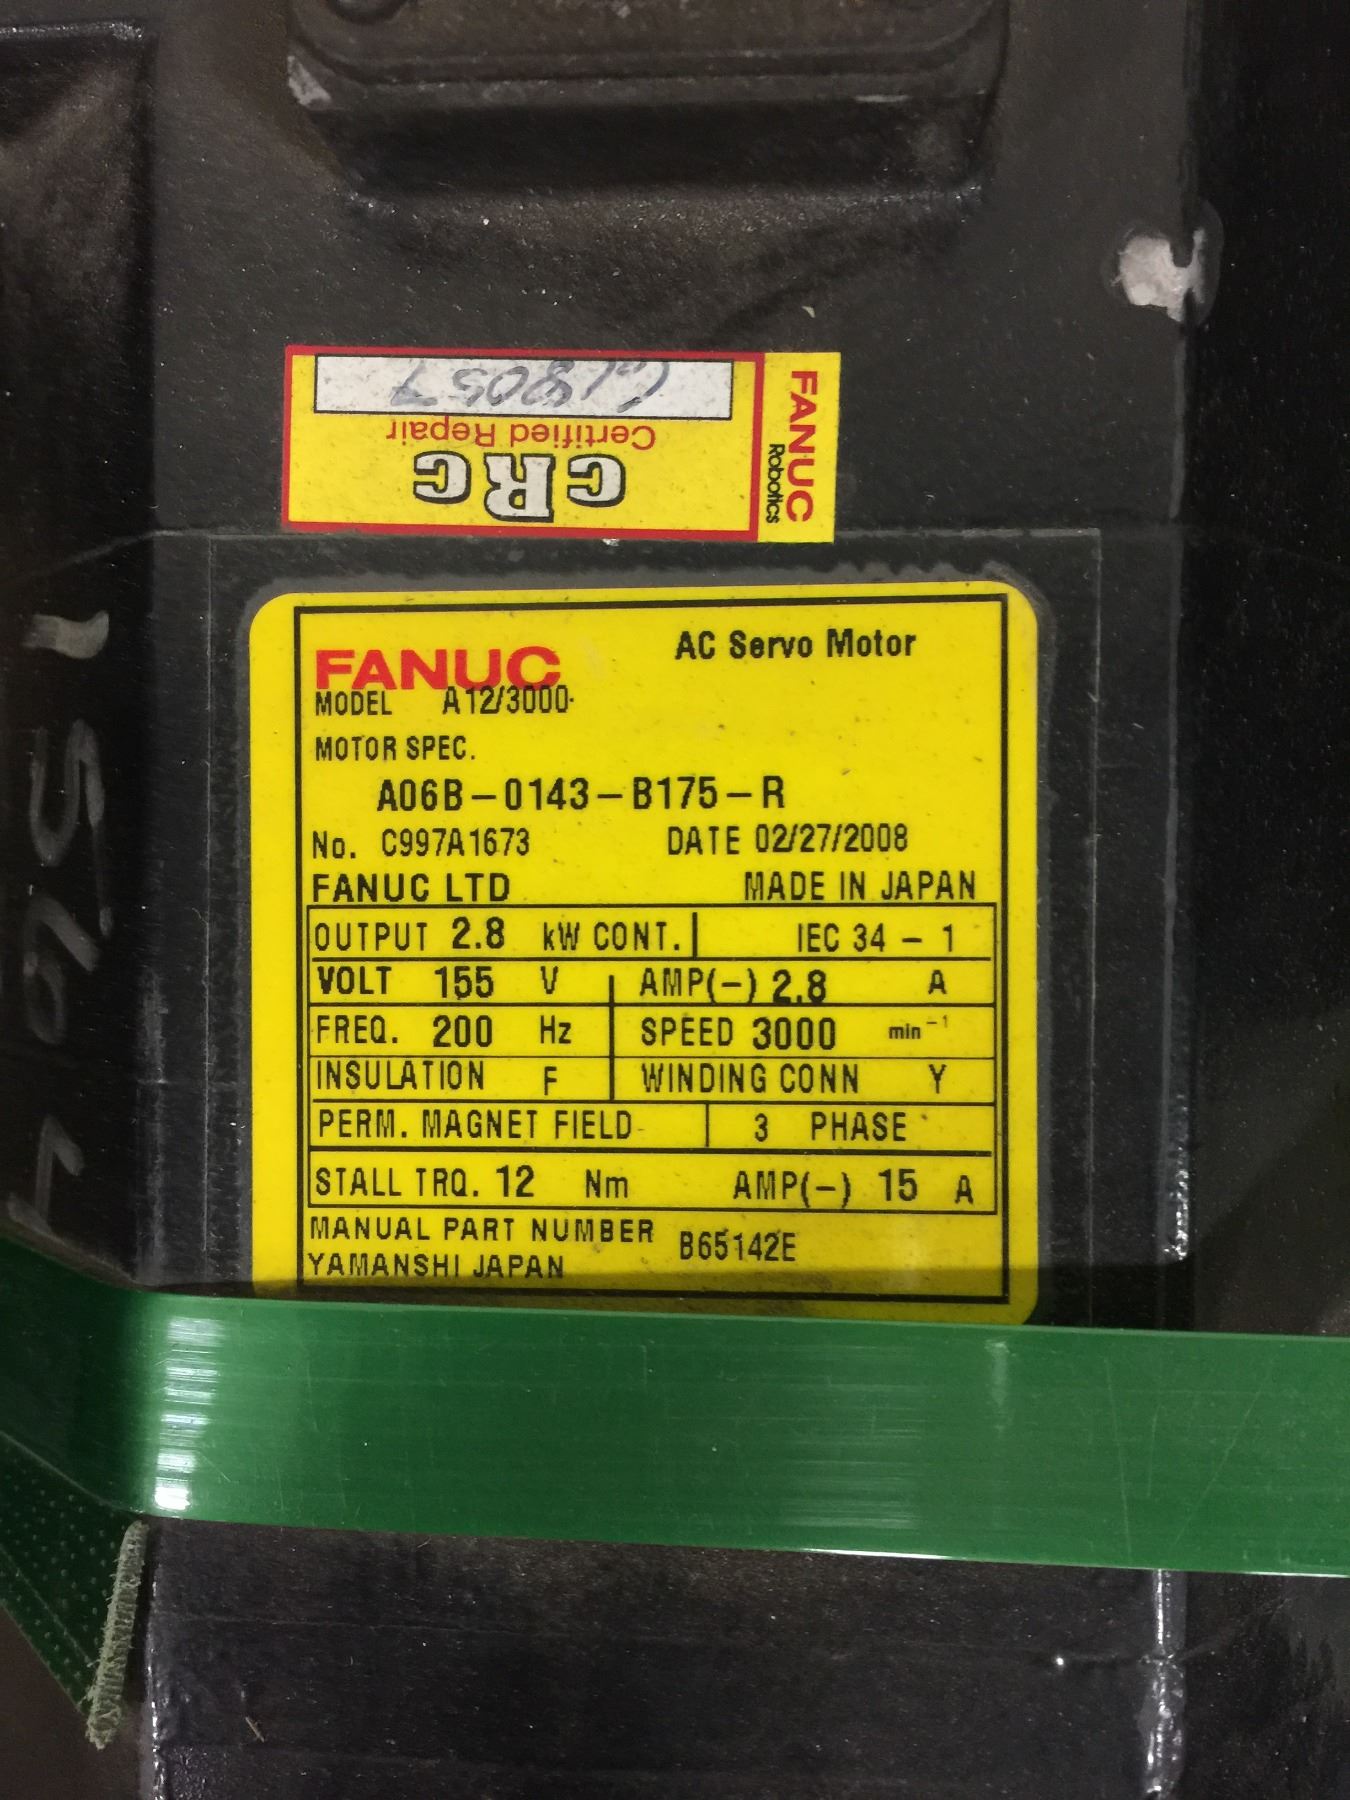 FANUC
Robotics
CRC
Certified Repair
FANUC
AC Servo Motor
MODEL A12/3000
MOTOR SPEC.
A06B-0143-B175-R
No. C997A1673 DATE 02/27/2008
FANUC LTD MADE IN JAPAN
OUTPUT 2.8 kW CONT. IEC 34-1
VOLT 155 V AMP(~) 2.8 A
FREQ. 200 Hz SPEED 3000 min⁻¹
INSULATION F WINDING CONN Y
PERM. MAGNET FIELD 3 PHASE
STALL TRQ. 12 Nm AMP(~) 15 A
MANUAL PART NUMBER B65142E
YAMANSHI JAPAN